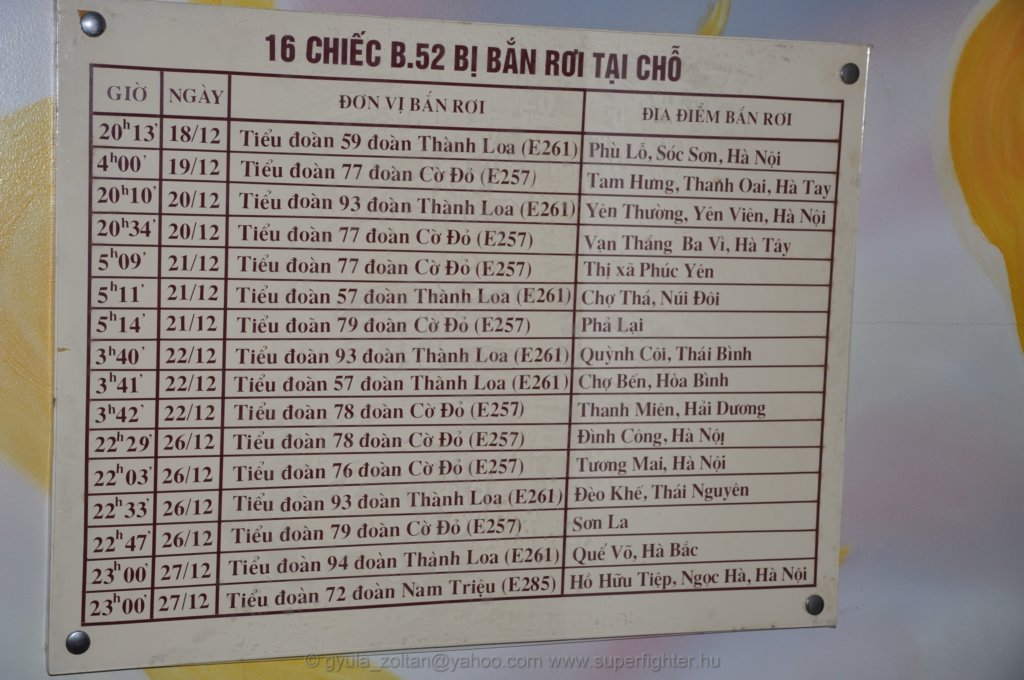 16 CHIẾC B.52 BỊ BẮN RƠI TẠI CHỖ
GIỜ NGÀY ĐƠN VỊ BẮN RƠI ĐỊA ĐIỂM BẮN RƠI
20h13' 18/12 Tiểu đoàn 59 đoàn Thành Loa (E261) Phù Lỗ, Sóc Sơn, Hà Nội
4h00' 19/12 Tiểu đoàn 77 đoàn Cờ Đỏ (E257) Tam Hưng, Thanh Oai, Hà Tay
20h10' 20/12 Tiểu đoàn 93 đoàn Thành Loa (E261) Yên Thường, Yên Viên, Hà Nội
20h34' 20/12 Tiểu đoàn 77 đoàn Cờ Đỏ (E257) Vạn Thắng Ba Vì, Hà Tây
5h09' 21/12 Tiểu đoàn 77 đoàn Cờ Đỏ (E257) Thị xã Phúc Yên
5h11' 21/12 Tiểu đoàn 57 đoàn Thành Loa (E261) Chợ Thá, Núi Đôi
5h14' 21/12 Tiểu đoàn 79 đoàn Cờ Đỏ (E257) Phả Lại
3h40' 22/12 Tiểu đoàn 93 đoàn Thành Loa (E261) Quỳnh Côi, Thái Bình
3h41' 22/12 Tiểu đoàn 57 đoàn Thành Loa (E261) Chợ Bến, Hòa Bình
3h42' 22/12 Tiểu đoàn 78 đoàn Cờ Đỏ (E257) Thanh Miên, Hải Dương
22h29' 26/12 Tiểu đoàn 78 đoàn Cờ Đỏ (E257) Đình Công, Hà Nội
22h03' 26/12 Tiểu đoàn 76 đoàn Cờ Đỏ (E257) Tương Mai, Hà Nội
22h33' 26/12 Tiểu đoàn 93 đoàn Thành Loa (E261) Đèo Khế, Thái Nguyên
22h47' 26/12 Tiểu đoàn 79 đoàn Cờ Đỏ (E257) Sơn La
23h00' 27/12 Tiểu đoàn 94 đoàn Thành Loa (E261) Quế Võ, Hà Bắc
23h00' 27/12 Tiểu đoàn 72 đoàn Nam Triệu (E285) Hồ Hữu Tiệp, Ngọc Hà, Hà Nội
© gyula_zoltan@yahoo.com www.superfighter.hu